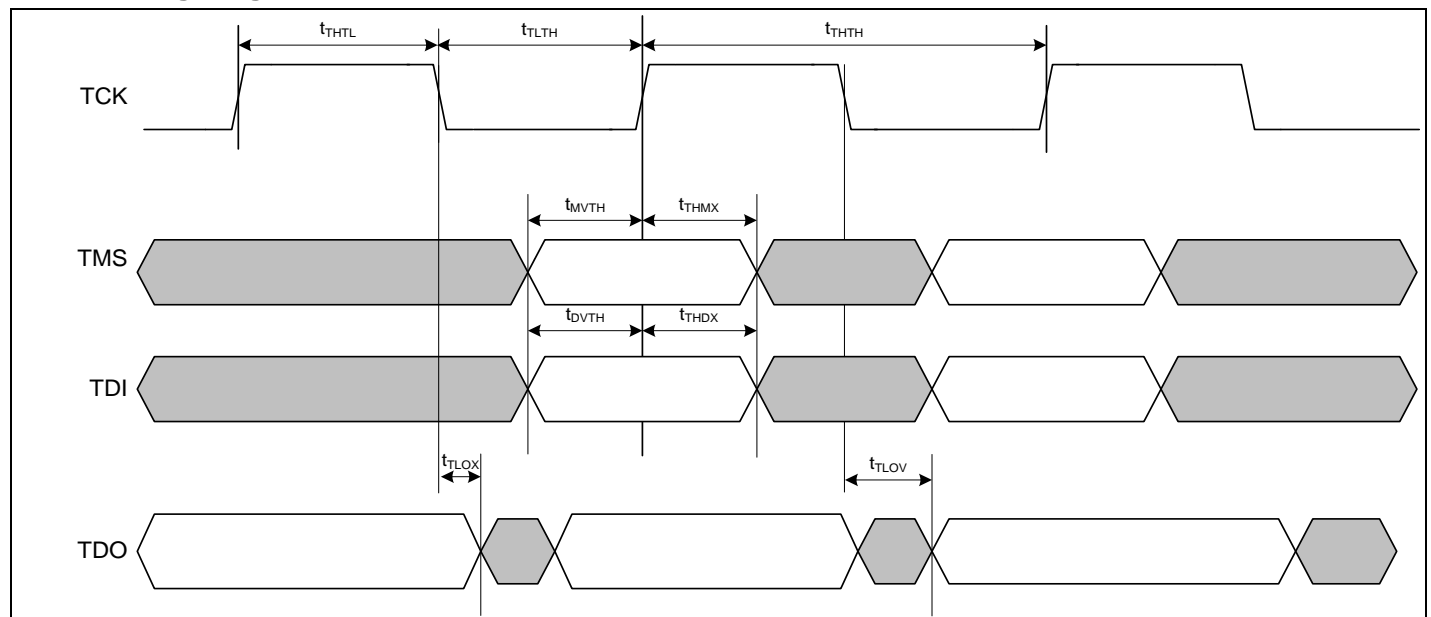 tTHTL tTLTH tTHTH
TCK
tMVTH tTHMX
TMS
tDVTH tTHDX
TDI
tTLOX tTLOV
TDO